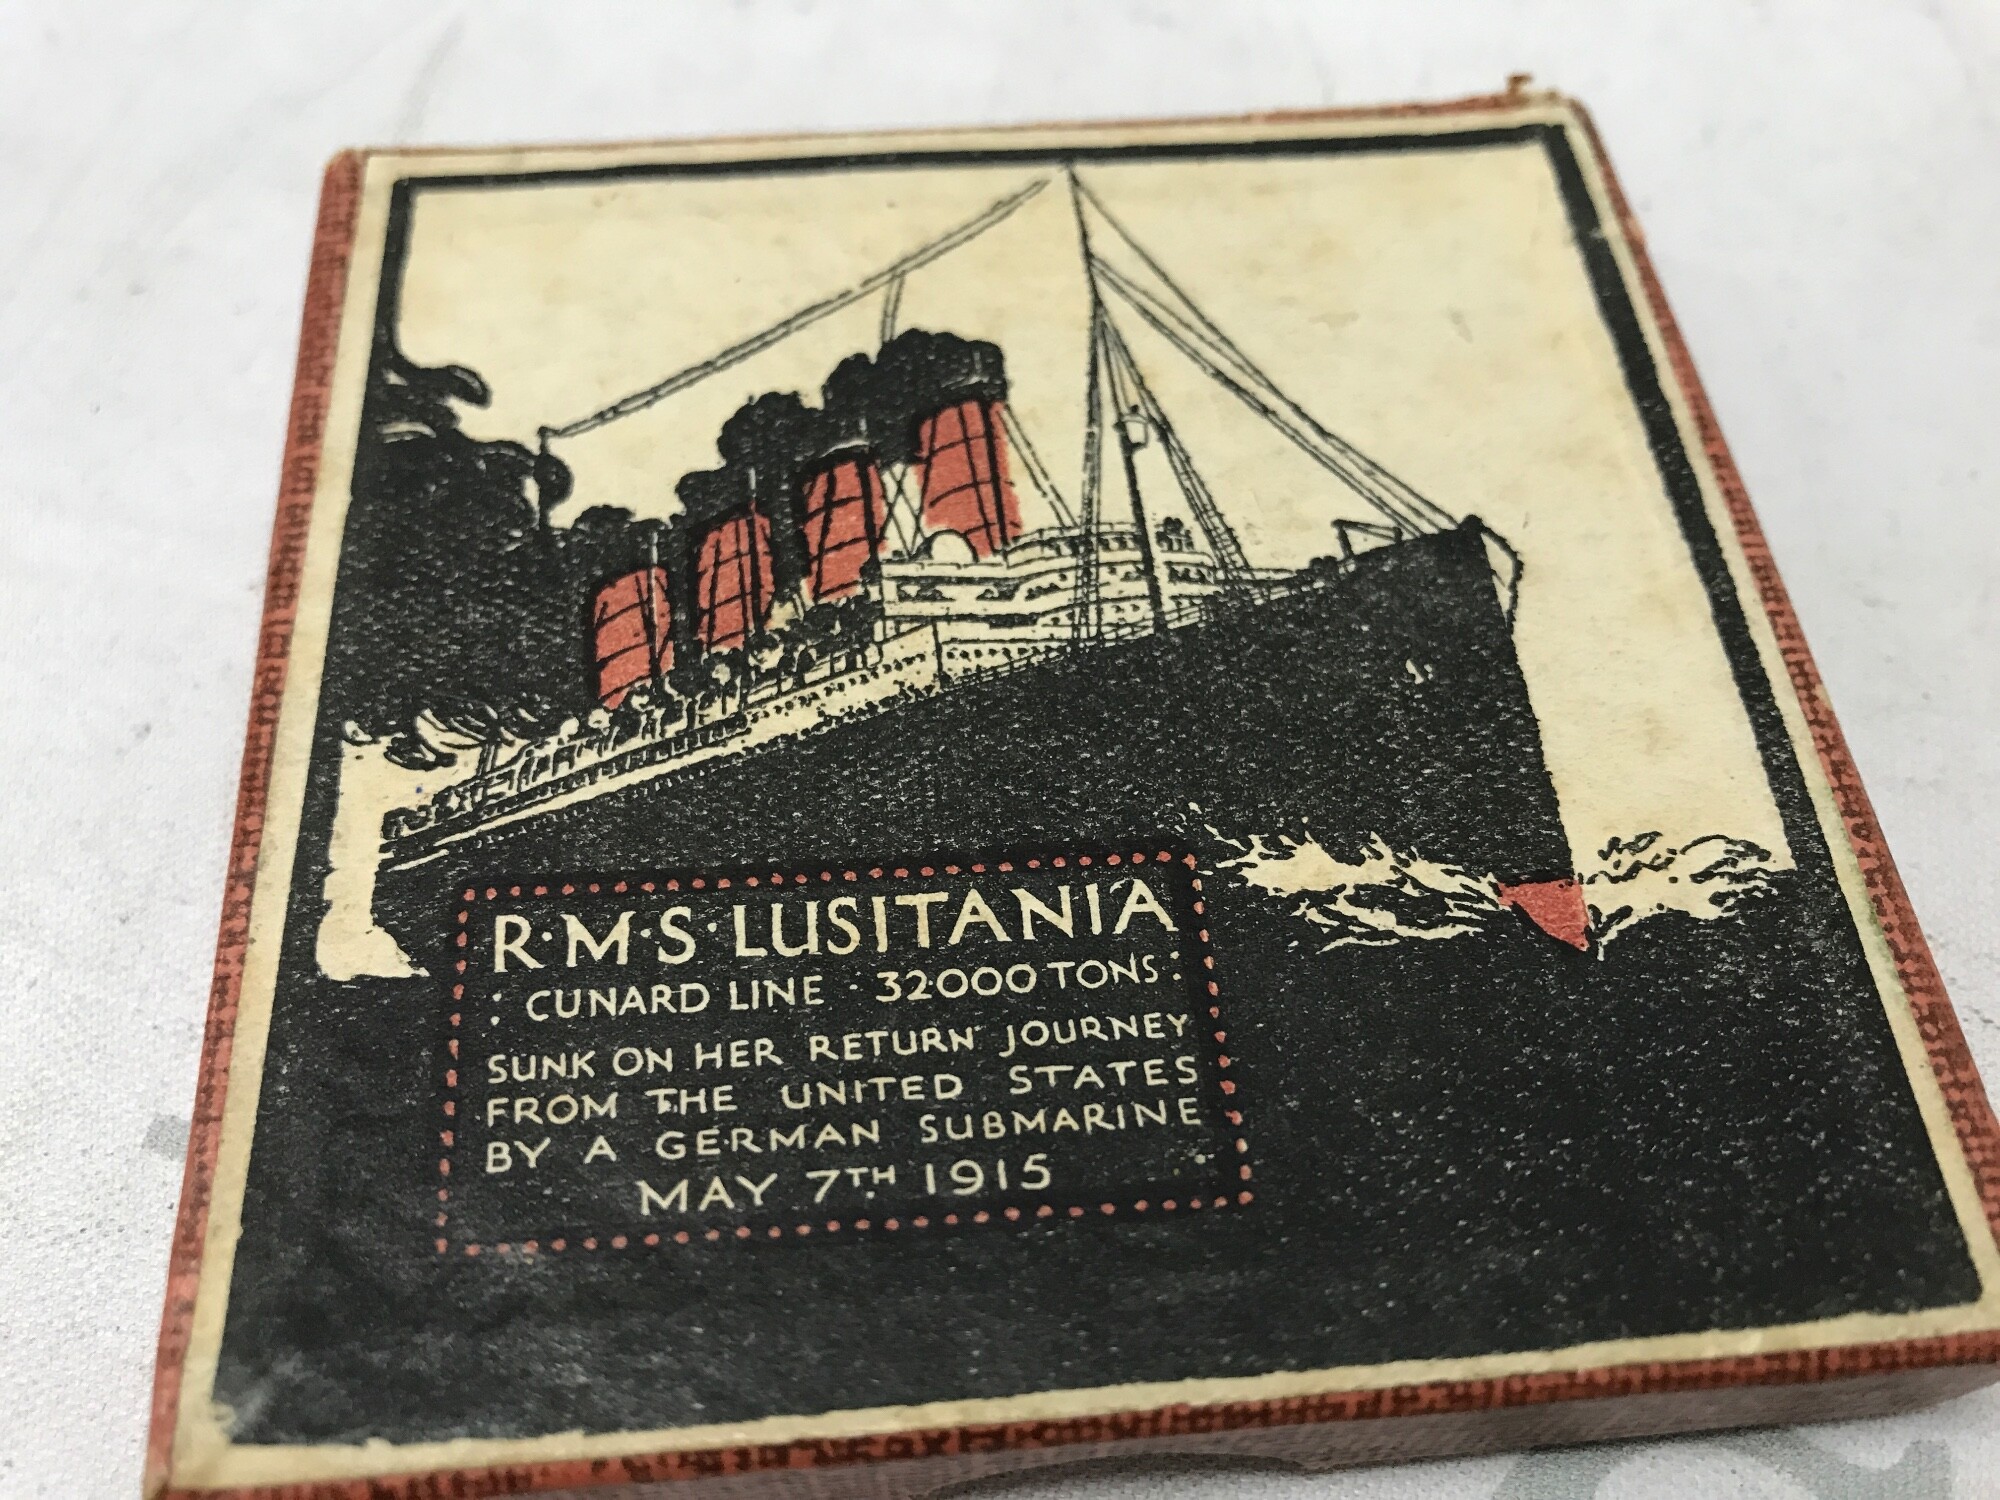 R·M·S·LUSITANIA
: CUNARD LINE · 32·000 TONS :
SUNK ON HER RETURN JOURNEY
FROM THE UNITED STATES
BY A GERMAN SUBMARINE
MAY 7TH 1915